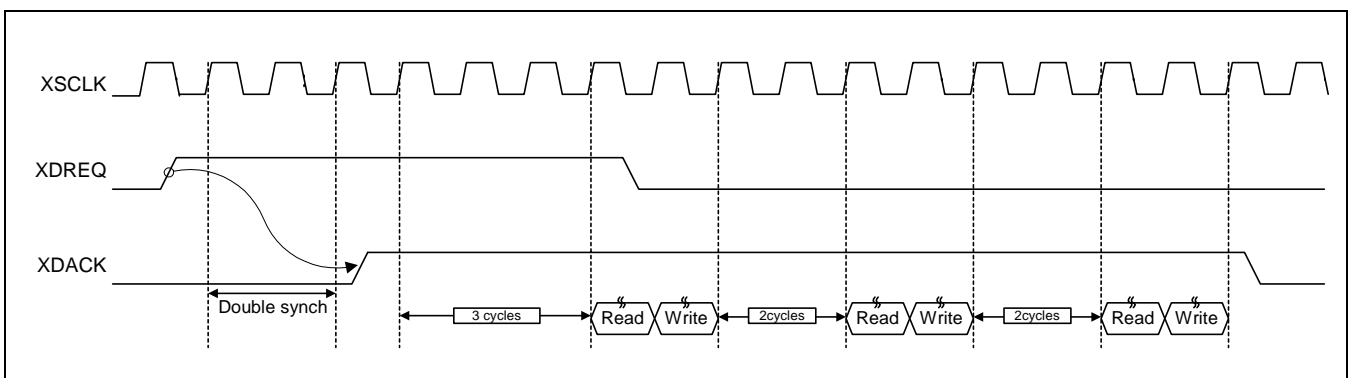 XSCLK
XDREQ
XDACK
Double synch
3 cycles
Read
Write
2cycles
Read
Write
2cycles
Read
Write